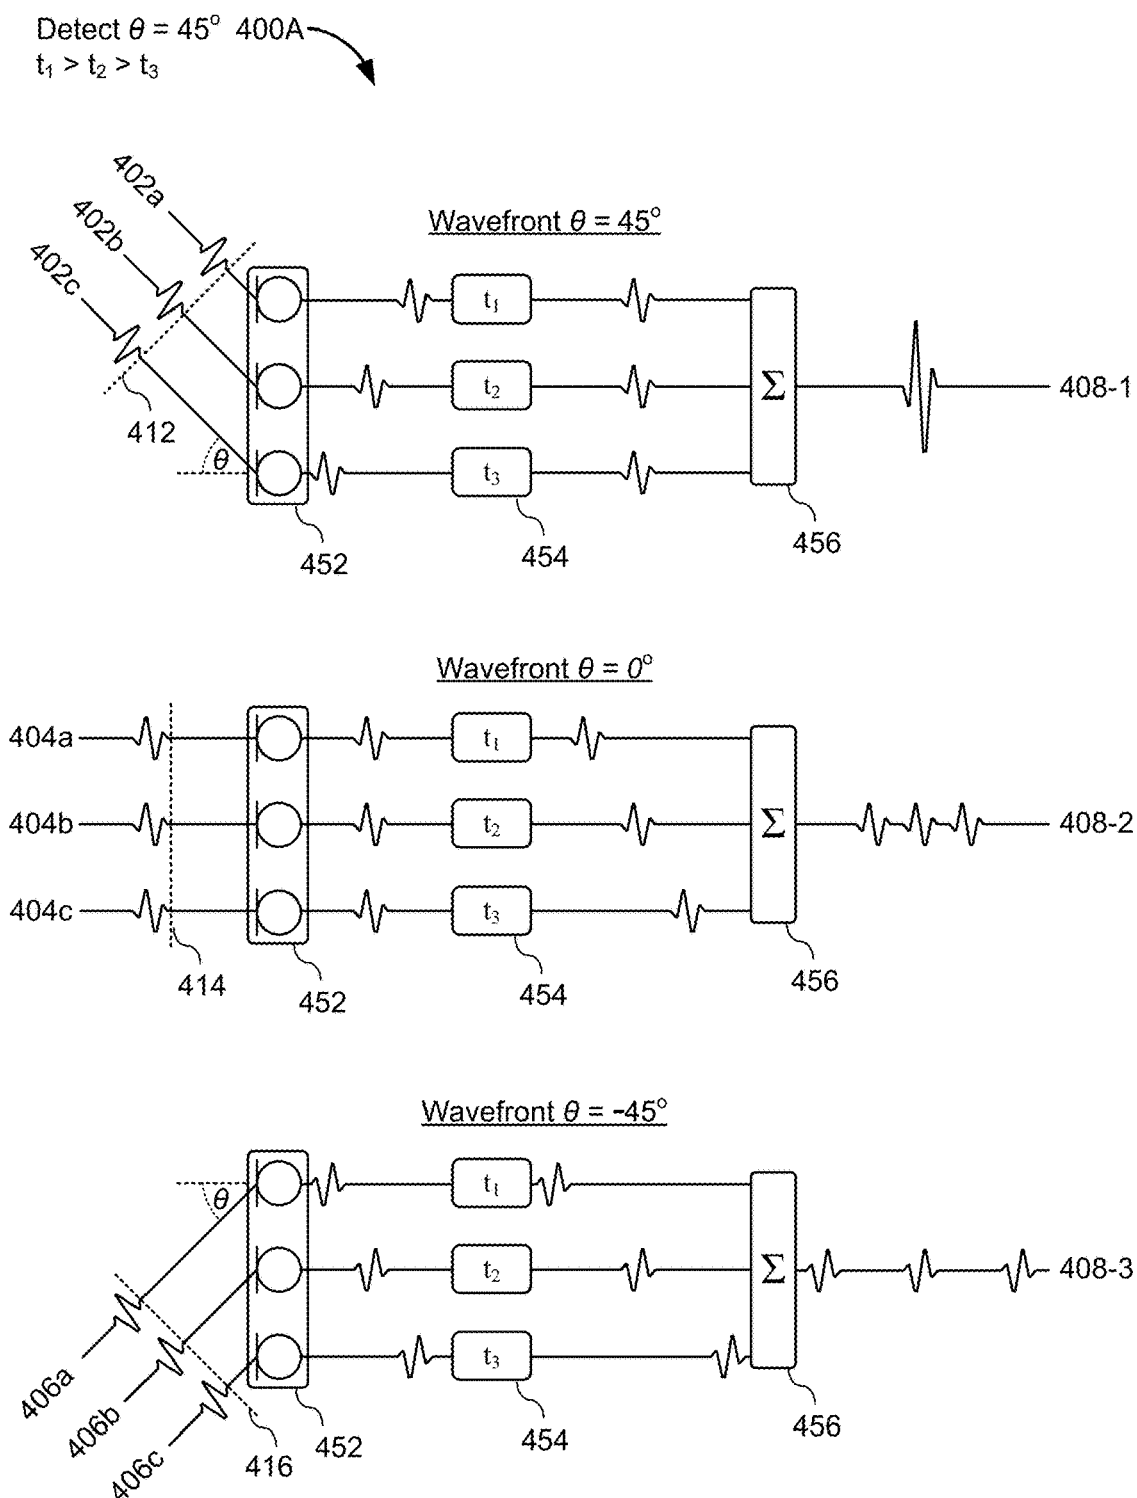 Detect θ = 45° 400A
t₁ > t₂ > t₃
402a
402b
402c
Wavefront θ = 45°
t₁
t₂
t₃
Σ
408-1
412
θ
452
454
456
Wavefront θ = 0°
404a
404b
404c
t₁
t₂
t₃
Σ
408-2
414
452
454
456
Wavefront θ = -45°
θ
t₁
t₂
t₃
Σ
408-3
406a
406b
406c
416
452
454
456